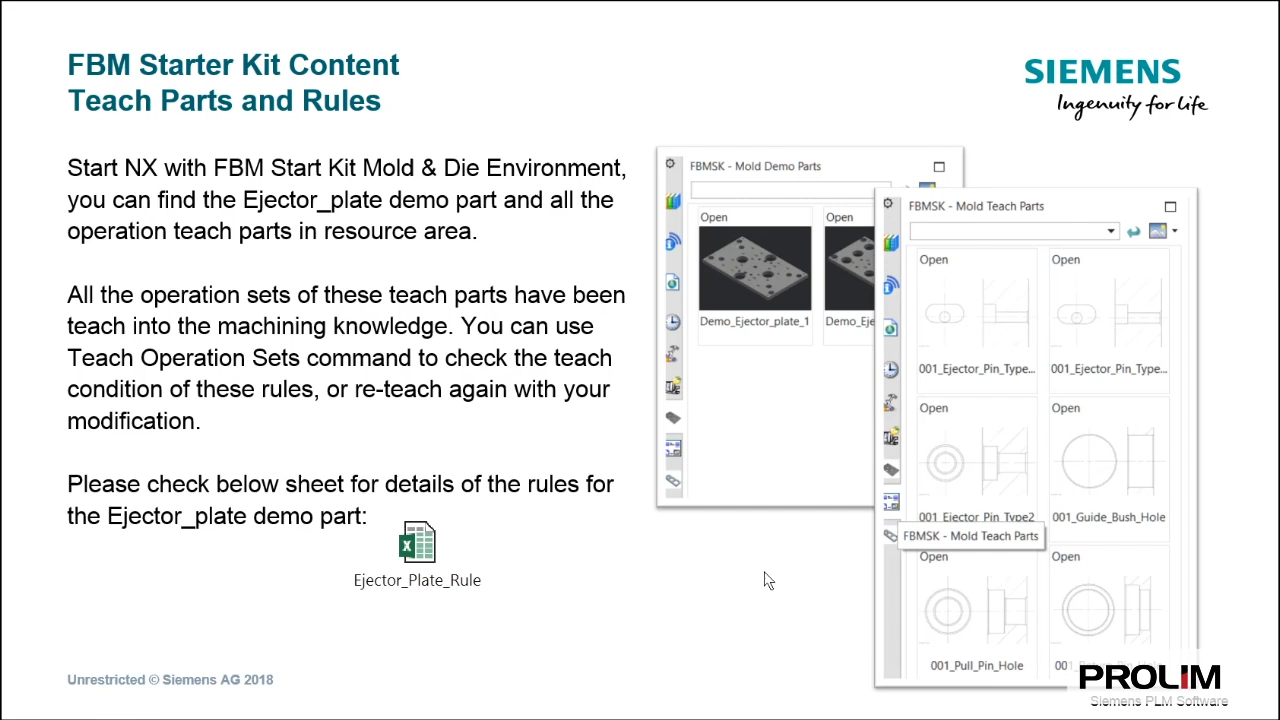 FBM Starter Kit Content
Teach Parts and Rules
SIEMENS
Ingenuity for life
Start NX with FBM Start Kit Mold & Die Environment,
you can find the Ejector_plate demo part and all the
operation teach parts in resource area.
All the operation sets of these teach parts have been
teach into the machining knowledge. You can use
Teach Operation Sets command to check the teach
condition of these rules, or re-teach again with your
modification.
Please check below sheet for details of the rules for
the Ejector_plate demo part:
Ejector_Plate_Rule
FBMSK - Mold Demo Parts
Open
Open
Demo_Ejector_plate_1
Demo_Eje
FBMSK - Mold Teach Parts
Open
Open
001_Ejector_Pin_Type...
001_Ejector_Pin_Type...
Open
Open
001_Ejector_Pin_Type2
001_Guide_Bush_Hole
FBMSK - Mold Teach Parts
Open
Open
001_Pull_Pin_Hole
001
Unrestricted © Siemens AG 2018
PROLIM
Siemens PLM Software